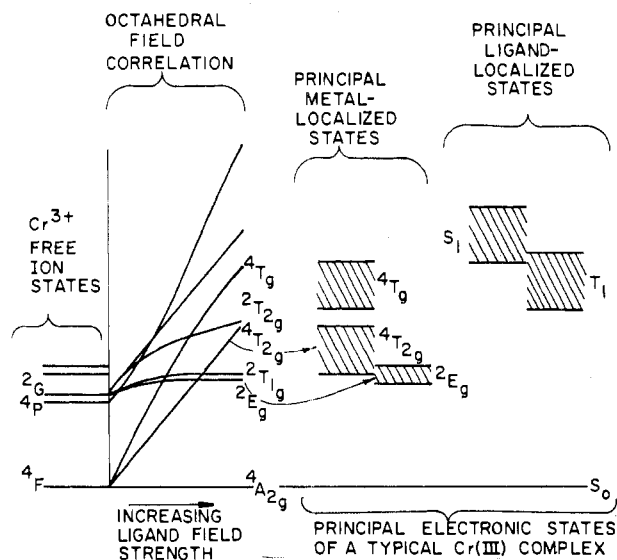 OCTAHEDRAL
FIELD
CORRELATION
PRINCIPAL
METAL-
LOCALIZED
STATES
PRINCIPAL
LIGAND-
LOCALIZED
STATES
Cr³⁺
FREE
ION
STATES
⁴Tg
²T₂g
⁴T₂g
²T₁g
²Eg
⁴Tg
⁴T₂g
²Eg
S₁
T₁
²G
⁴P
⁴F
⁴A₂g
S₀
INCREASING
LIGAND FIELD
STRENGTH
PRINCIPAL ELECTRONIC STATES
OF A TYPICAL Cr(III) COMPLEX